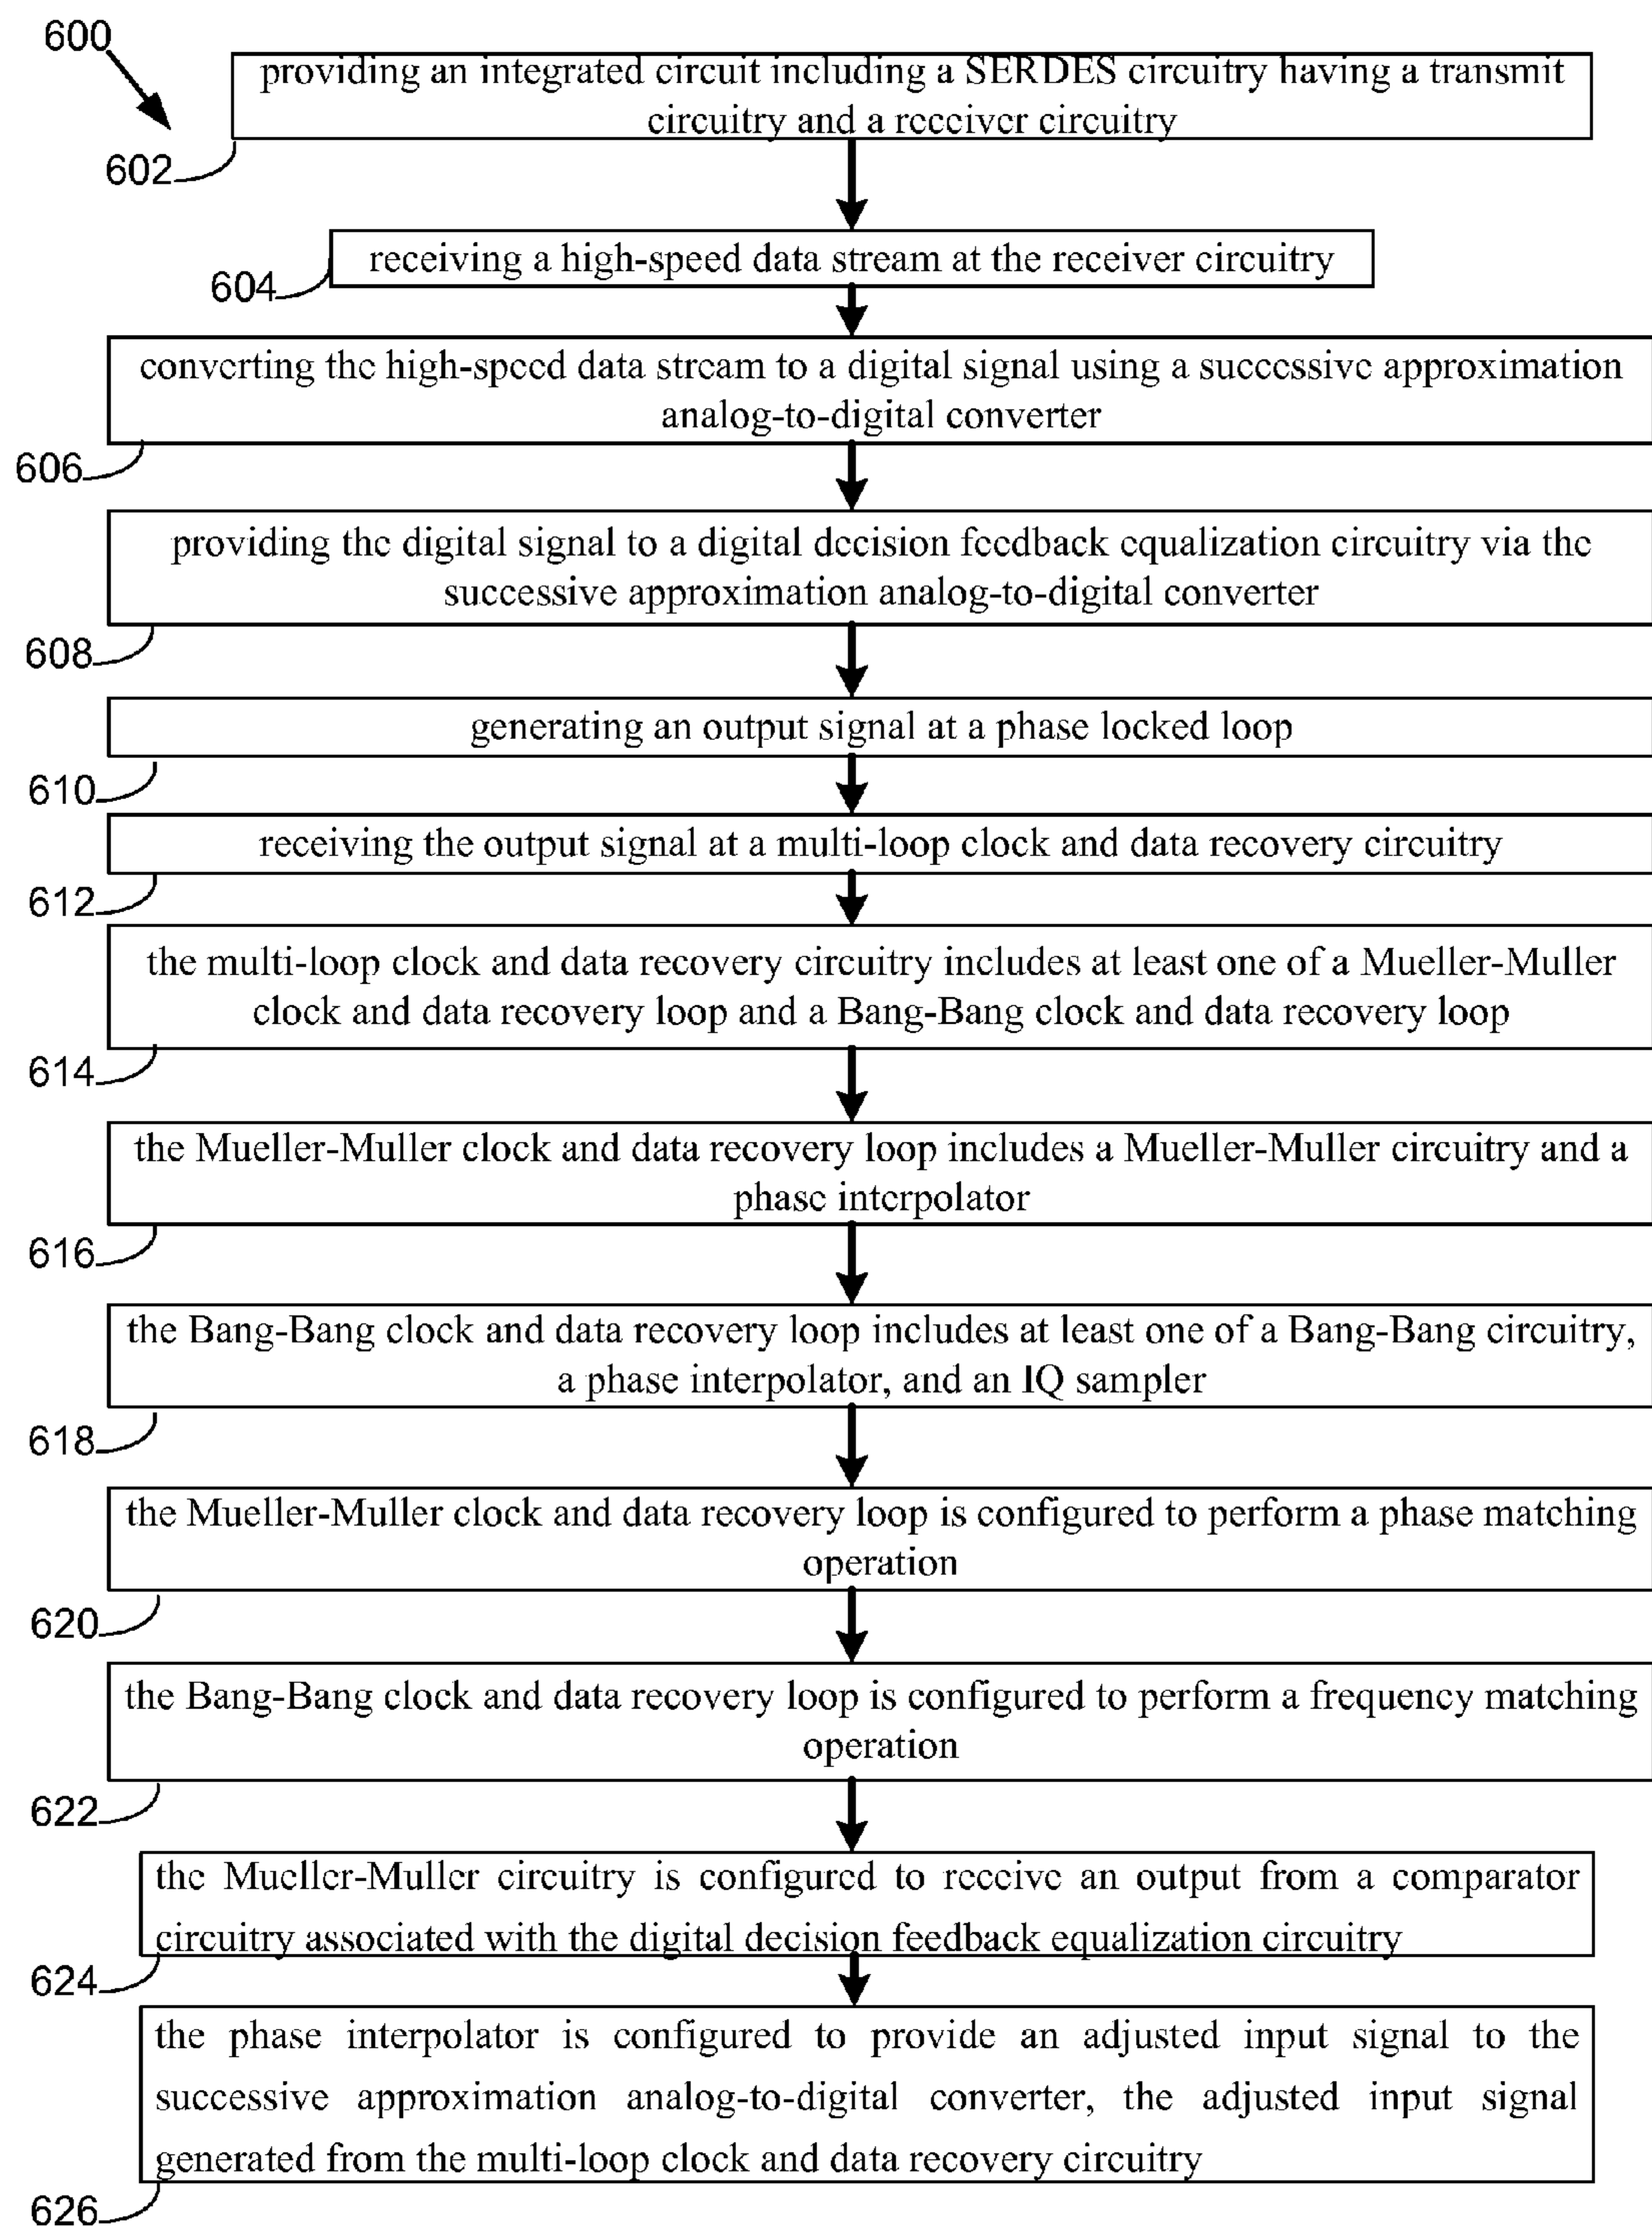 600
providing an integrated circuit including a SERDES circuitry having a transmit
circuitry and a receiver circuitry
602
receiving a high-speed data stream at the receiver circuitry
604
converting the high-speed data stream to a digital signal using a successive approximation
analog-to-digital converter
606
providing the digital signal to a digital decision feedback equalization circuitry via the
successive approximation analog-to-digital converter
608
generating an output signal at a phase locked loop
610
receiving the output signal at a multi-loop clock and data recovery circuitry
612
the multi-loop clock and data recovery circuitry includes at least one of a Mueller-Muller
clock and data recovery loop and a Bang-Bang clock and data recovery loop
614
the Mueller-Muller clock and data recovery loop includes a Mueller-Muller circuitry and a
phase interpolator
616
the Bang-Bang clock and data recovery loop includes at least one of a Bang-Bang circuitry,
a phase interpolator, and an IQ sampler
618
the Mueller-Muller clock and data recovery loop is configured to perform a phase matching
operation
620
the Bang-Bang clock and data recovery loop is configured to perform a frequency matching
operation
622
the Mueller-Muller circuitry is configured to receive an output from a comparator
circuitry associated with the digital decision feedback equalization circuitry
624
the phase interpolator is configured to provide an adjusted input signal to the
successive approximation analog-to-digital converter, the adjusted input signal
generated from the multi-loop clock and data recovery circuitry
626